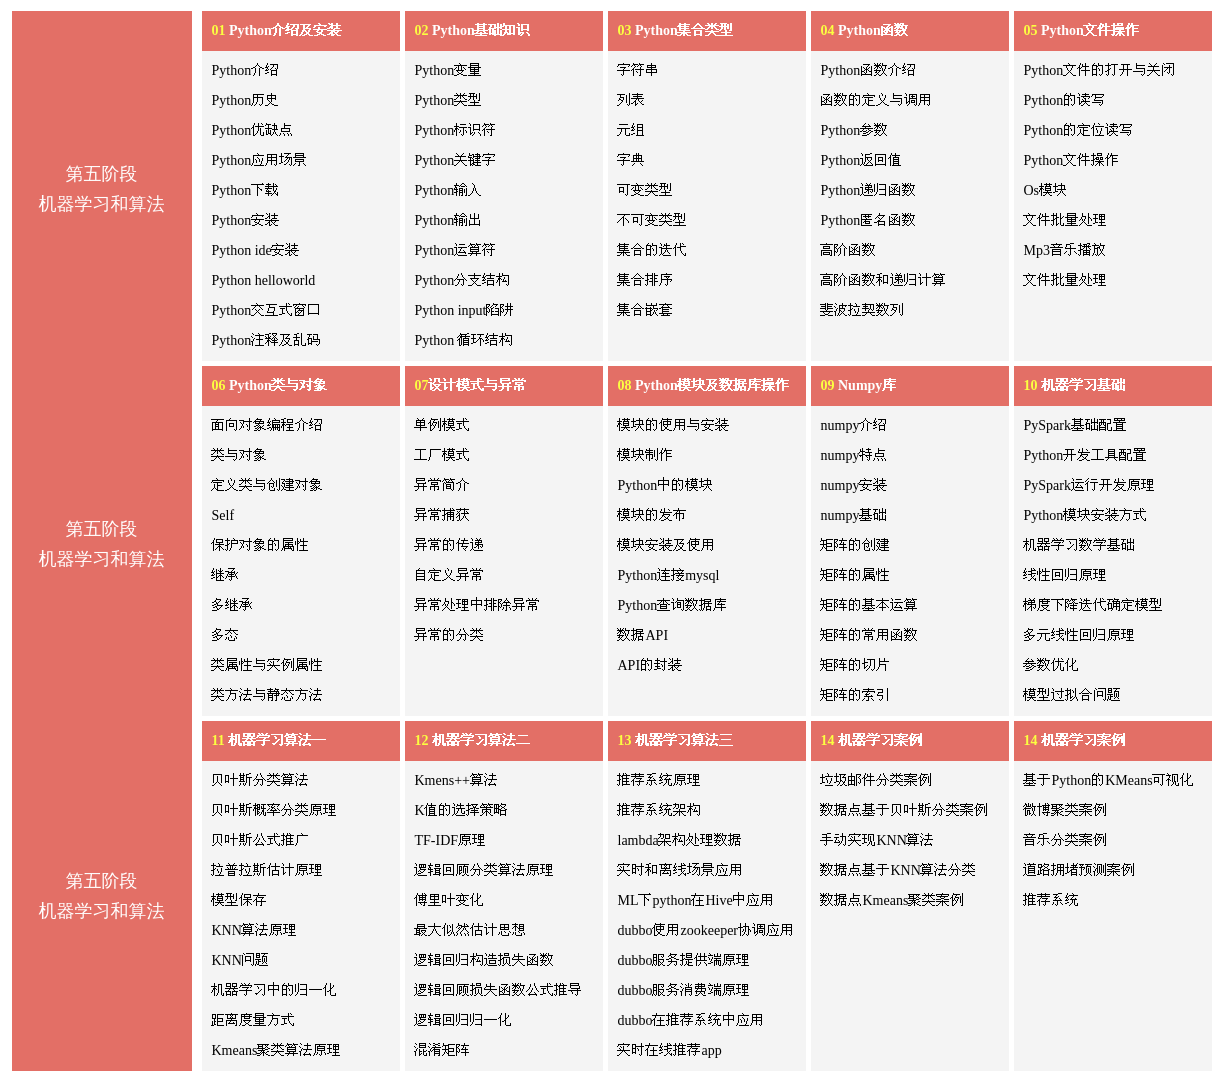 第五阶段
机器学习和算法
01 Python介绍及安装
Python介绍
Python历史
Python优缺点
Python应用场景
Python下载
Python安装
Python ide安装
Python helloworld
Python交互式窗口
Python注释及乱码
02 Python基础知识
Python变量
Python类型
Python标识符
Python关键字
Python输入
Python输出
Python运算符
Python分支结构
Python input陷阱
Python 循环结构
03 Python集合类型
字符串
列表
元组
字典
可变类型
不可变类型
集合的迭代
集合排序
集合嵌套
04 Python函数
Python函数介绍
函数的定义与调用
Python参数
Python返回值
Python递归函数
Python匿名函数
高阶函数
高阶函数和递归计算
斐波拉契数列
05 Python文件操作
Python文件的打开与关闭
Python的读写
Python的定位读写
Python文件操作
Os模块
文件批量处理
Mp3音乐播放
文件批量处理
第五阶段
机器学习和算法
06 Python类与对象
面向对象编程介绍
类与对象
定义类与创建对象
Self
保护对象的属性
继承
多继承
多态
类属性与实例属性
类方法与静态方法
07设计模式与异常
单例模式
工厂模式
异常简介
异常捕获
异常的传递
自定义异常
异常处理中排除异常
异常的分类
08 Python模块及数据库操作
模块的使用与安装
模块制作
Python中的模块
模块的发布
模块安装及使用
Python连接mysql
Python查询数据库
数据API
API的封装
09 Numpy库
numpy介绍
numpy特点
numpy安装
numpy基础
矩阵的创建
矩阵的属性
矩阵的基本运算
矩阵的常用函数
矩阵的切片
矩阵的索引
10 机器学习基础
PySpark基础配置
Python开发工具配置
PySpark运行开发原理
Python模块安装方式
机器学习数学基础
线性回归原理
梯度下降迭代确定模型
多元线性回归原理
参数优化
模型过拟合问题
第五阶段
机器学习和算法
11 机器学习算法一
贝叶斯分类算法
贝叶斯概率分类原理
贝叶斯公式推广
拉普拉斯估计原理
模型保存
KNN算法原理
KNN问题
机器学习中的归一化
距离度量方式
Kmeans聚类算法原理
12 机器学习算法二
Kmens++算法
K值的选择策略
TF-IDF原理
逻辑回顾分类算法原理
傅里叶变化
最大似然估计思想
逻辑回归构造损失函数
逻辑回顾损失函数公式推导
逻辑回归归一化
混淆矩阵
13 机器学习算法三
推荐系统原理
推荐系统架构
lambda架构处理数据
实时和离线场景应用
ML下python在Hive中应用
dubbo使用zookeeper协调应用
dubbo服务提供端原理
dubbo服务消费端原理
dubbo在推荐系统中应用
实时在线推荐app
14 机器学习案例
垃圾邮件分类案例
数据点基于贝叶斯分类案例
手动实现KNN算法
数据点基于KNN算法分类
数据点Kmeans聚类案例
14 机器学习案例
基于Python的KMeans可视化
微博聚类案例
音乐分类案例
道路拥堵预测案例
推荐系统